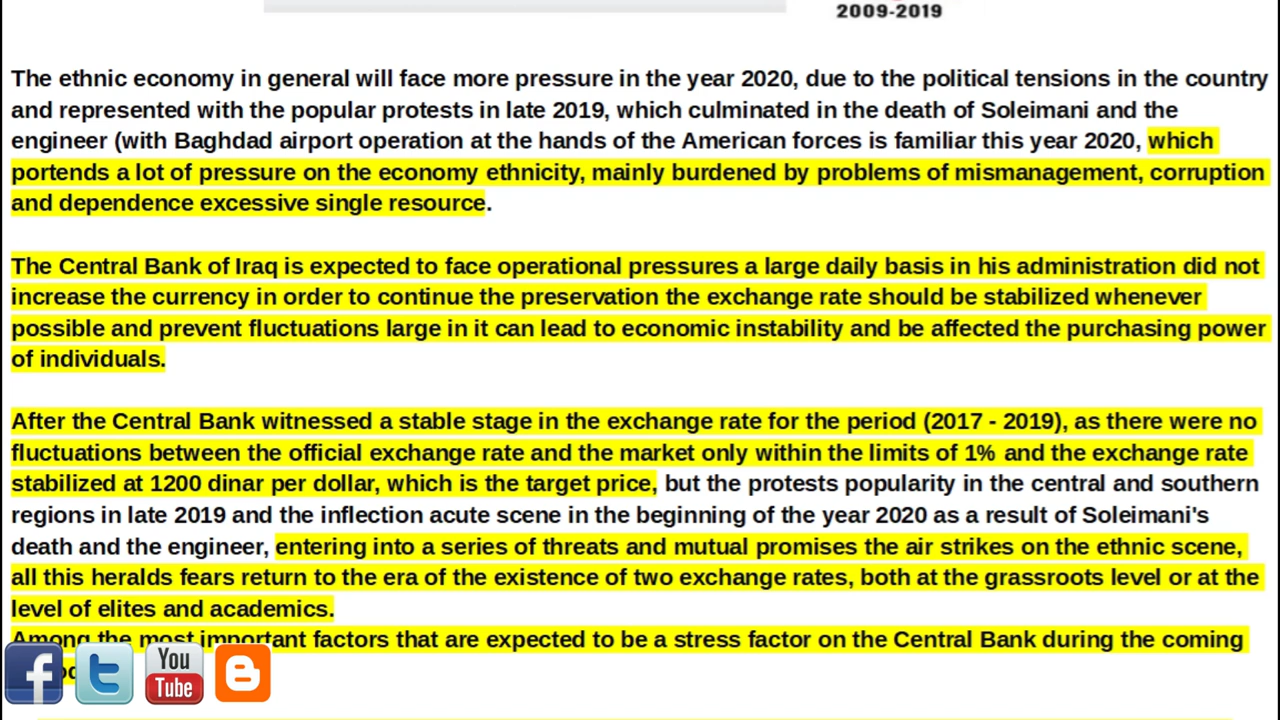 2009-2019
The ethnic economy in general will face more pressure in the year 2020, due to the political tensions in the country
and represented with the popular protests in late 2019, which culminated in the death of Soleimani and the
engineer (with Baghdad airport operation at the hands of the American forces is familiar this year 2020, which
portends a lot of pressure on the economy ethnicity, mainly burdened by problems of mismanagement, corruption
and dependence excessive single resource.
The Central Bank of Iraq is expected to face operational pressures a large daily basis in his administration did not
increase the currency in order to continue the preservation the exchange rate should be stabilized whenever
possible and prevent fluctuations large in it can lead to economic instability and be affected the purchasing power
of individuals.
After the Central Bank witnessed a stable stage in the exchange rate for the period (2017 - 2019), as there were no
fluctuations between the official exchange rate and the market only within the limits of 1% and the exchange rate
stabilized at 1200 dinar per dollar, which is the target price, but the protests popularity in the central and southern
regions in late 2019 and the inflection acute scene in the beginning of the year 2020 as a result of Soleimani's
death and the engineer, entering into a series of threats and mutual promises the air strikes on the ethnic scene,
all this heralds fears return to the era of the existence of two exchange rates, both at the grassroots level or at the
level of elites and academics.
Among the most important factors that are expected to be a stress factor on the Central Bank during the coming
You
Tube